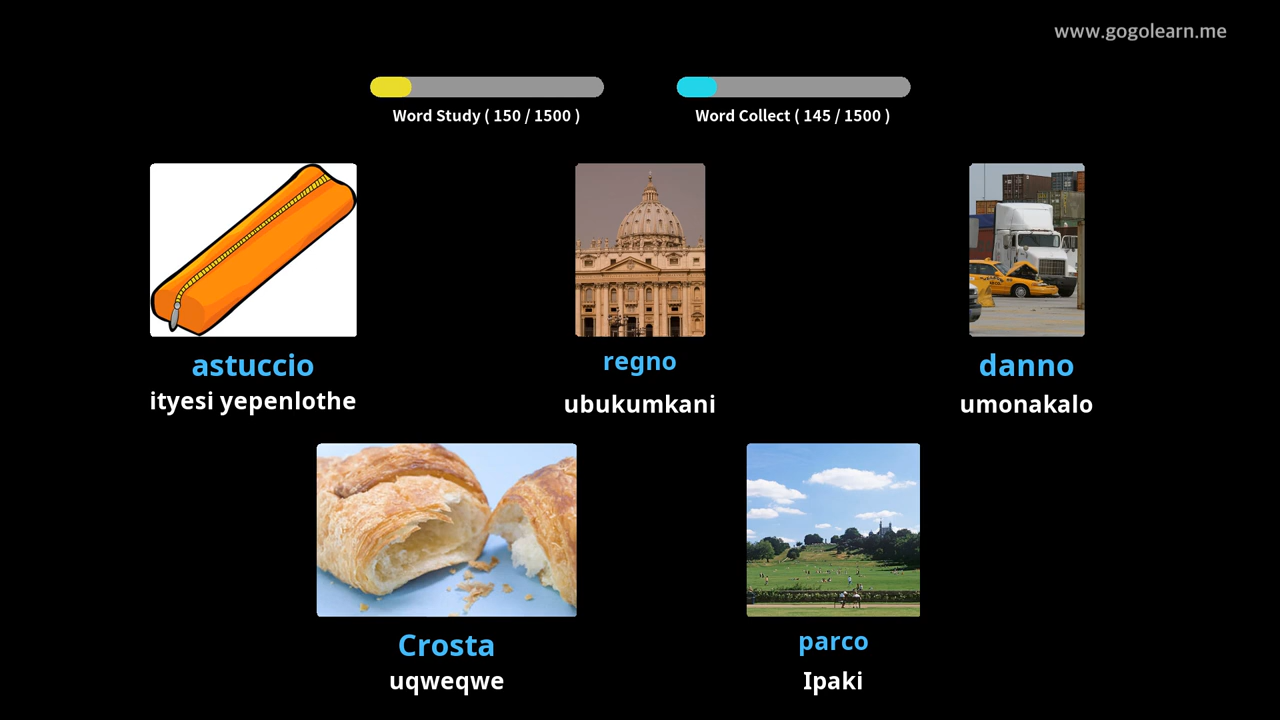 www.gogolearn.me
Word Study ( 150 / 1500 )
Word Collect ( 145 / 1500 )
astuccio
ityesi yepenlothe
regno
ubukumkani
danno
umonakalo
Crosta
uqweqwe
parco
Ipaki